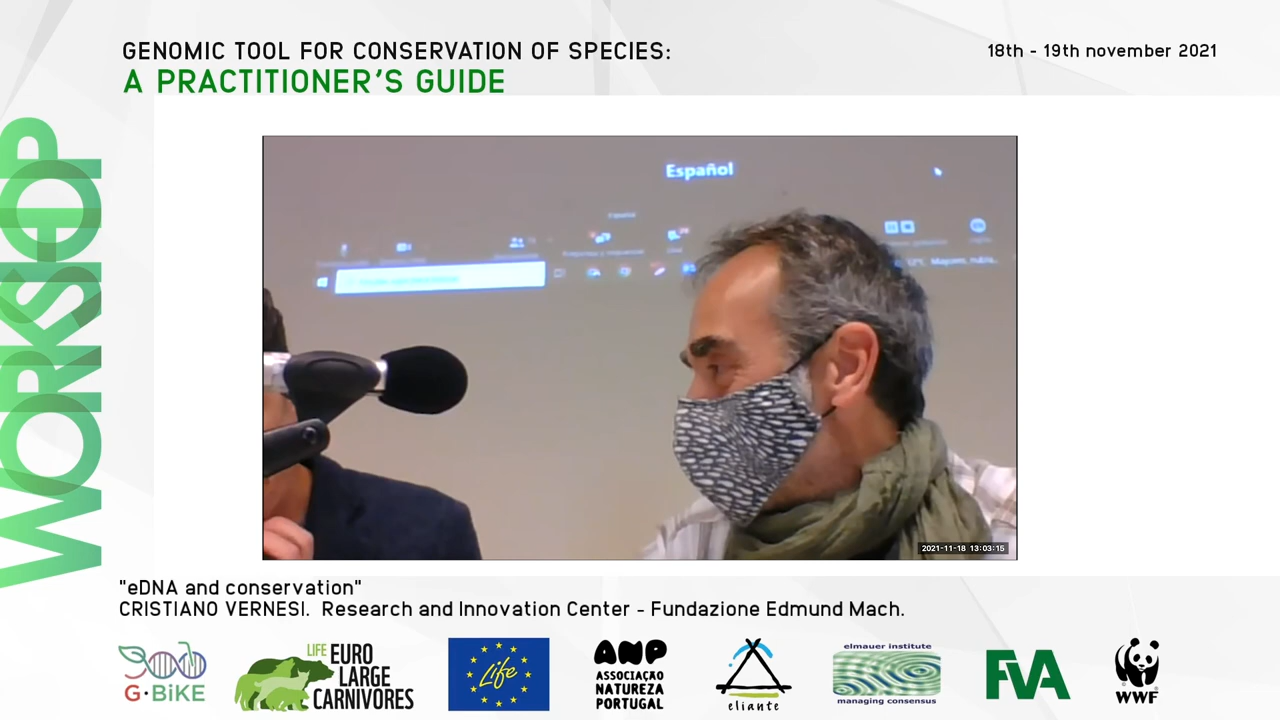 GENOMIC TOOL FOR CONSERVATION OF SPECIES:
A PRACTITIONER'S GUIDE
18th - 19th november 2021
WORKSHOP
Español
2021-11-18 13:03:15
"eDNA and conservation"
CRISTIANO VERNESI. Research and Innovation Center - Fundazione Edmund Mach.
G·BiKE
LIFE EURO
LARGE
CARNIVORES
Life
ANP
ASSOCIAÇÃO
NATUREZA
PORTUGAL
eliante
elmauer institute
managing consensus
FVA
WWF